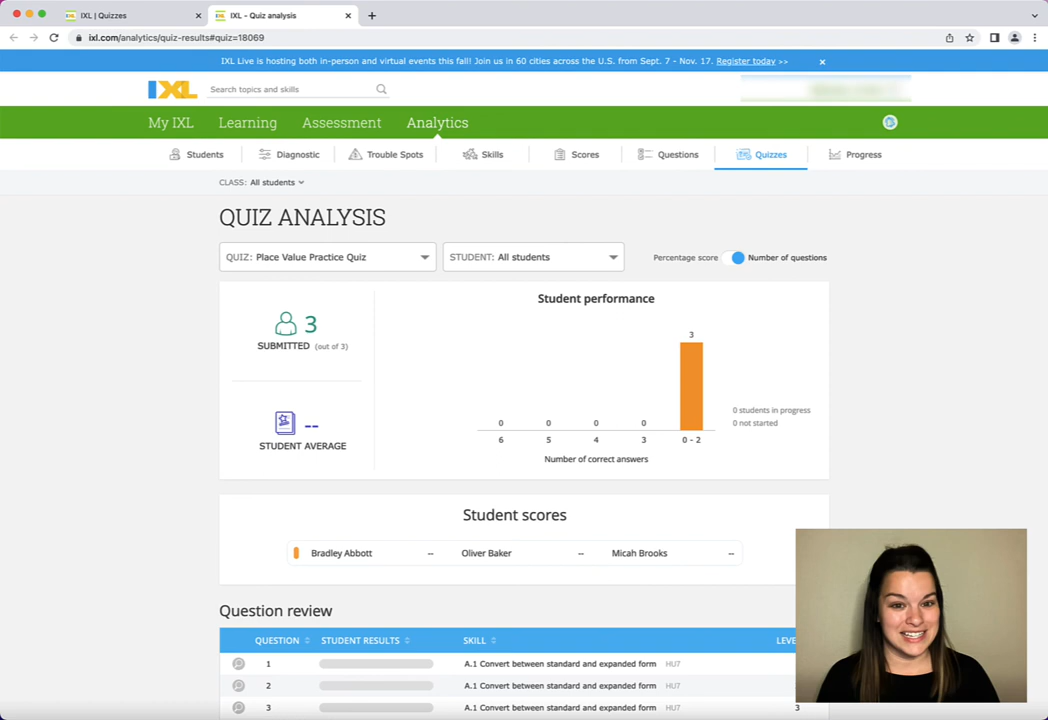 IXL | Quizzes
IXL - Quiz analysis
ixl.com/analytics/quiz-results#quiz=18069
IXL Live is hosting both in-person and virtual events this fall! Join us in 60 cities across the U.S. from Sept. 7 - Nov. 17. Register today >>
IXL
Search topics and skills
My IXL Learning Assessment Analytics
Students Diagnostic Trouble Spots Skills Scores Questions Quizzes Progress
CLASS: All students
QUIZ ANALYSIS
QUIZ: Place Value Practice Quiz STUDENT: All students Percentage score Number of questions
Student performance
3
SUBMITTED (out of 3)
--
STUDENT AVERAGE
0 0 0 0 3
6 5 4 3 0 - 2
Number of correct answers
0 students in progress
0 not started
Student scores
Bradley Abbott -- Oliver Baker -- Micah Brooks --
Question review
QUESTION STUDENT RESULTS SKILL LEVE
1 A.1 Convert between standard and expanded form HU7
2 A.1 Convert between standard and expanded form HU7
3 A.1 Convert between standard and expanded form HU7 3